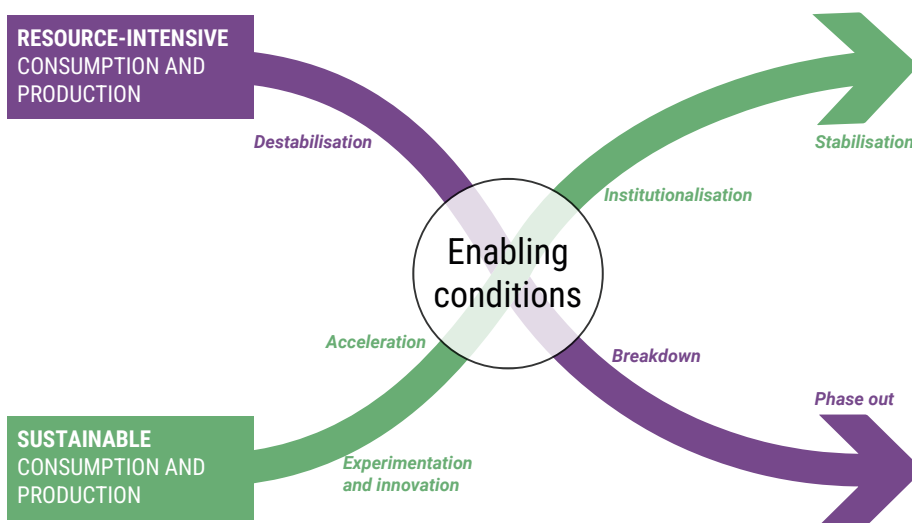 RESOURCE-INTENSIVE
CONSUMPTION AND
PRODUCTION
Destabilisation
Stabilisation
Institutionalisation
Enabling
conditions
Acceleration
Breakdown
Phase out
SUSTAINABLE
CONSUMPTION AND
PRODUCTION
Experimentation
and innovation